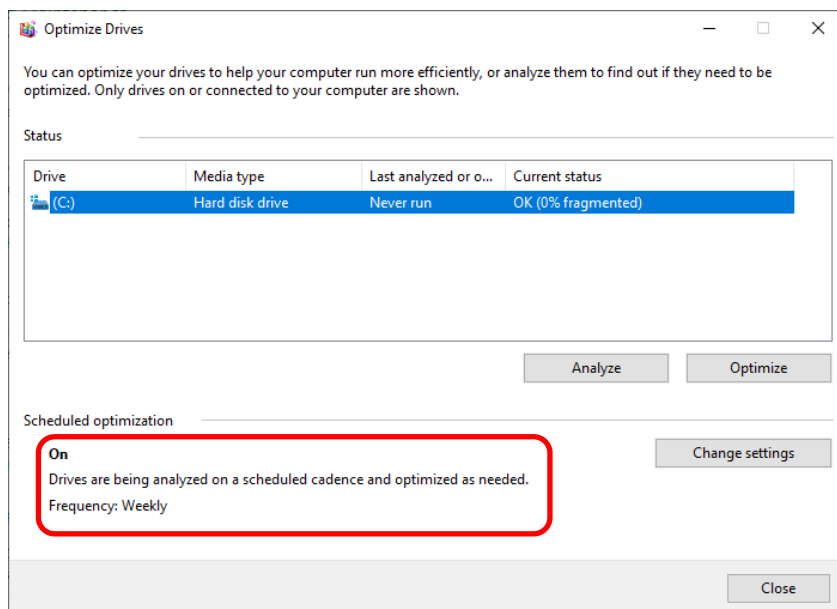 Optimize Drives
You can optimize your drives to help your computer run more efficiently, or analyze them to find out if they need to be
optimized. Only drives on or connected to your computer are shown.
Status
Drive Media type Last analyzed or o... Current status
(C:) Hard disk drive Never run OK (0% fragmented)
Analyze Optimize
Scheduled optimization
On
Change settings
Drives are being analyzed on a scheduled cadence and optimized as needed.
Frequency: Weekly
Close